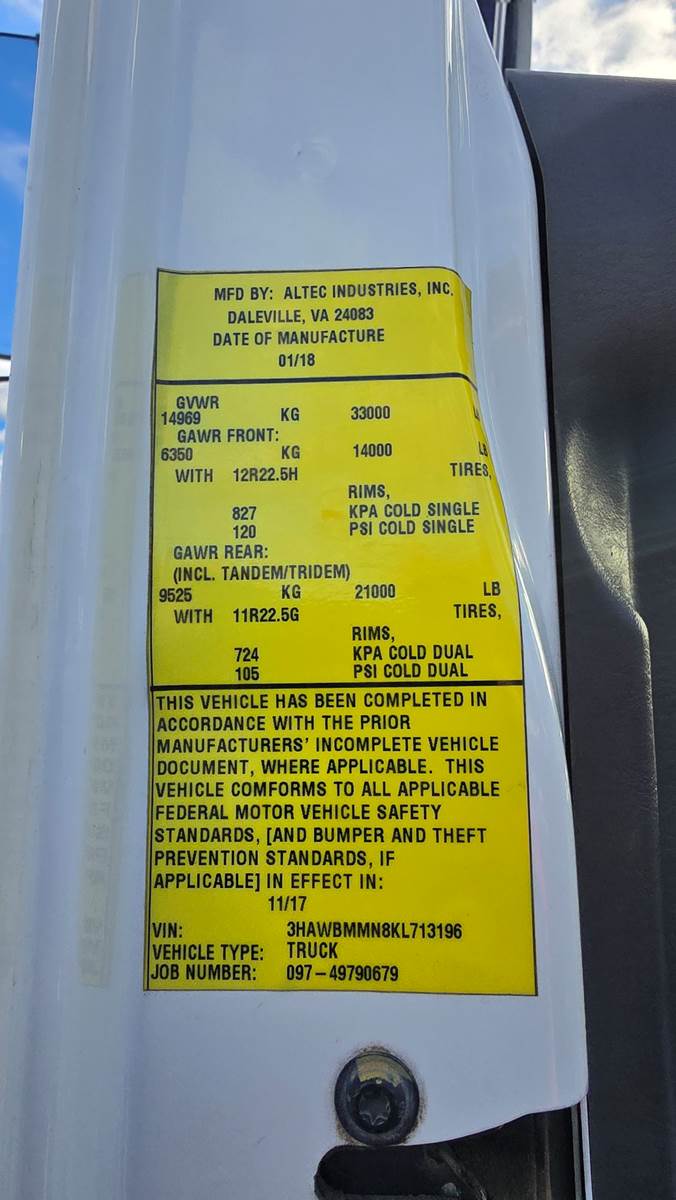 MFD BY: ALTEC INDUSTRIES, INC.
DALEVILLE, VA 24083
DATE OF MANUFACTURE
01/18
GVWR
14969 KG 33000
GAWR FRONT:
6350 KG 14000 LB
WITH 12R22.5H TIRES,
RIMS,
827 KPA COLD SINGLE
120 PSI COLD SINGLE
GAWR REAR:
(INCL. TANDEM/TRIDEM)
9525 KG 21000 LB
WITH 11R22.5G TIRES,
RIMS,
724 KPA COLD DUAL
105 PSI COLD DUAL
THIS VEHICLE HAS BEEN COMPLETED IN
ACCORDANCE WITH THE PRIOR
MANUFACTURERS' INCOMPLETE VEHICLE
DOCUMENT, WHERE APPLICABLE. THIS
VEHICLE COMFORMS TO ALL APPLICABLE
FEDERAL MOTOR VEHICLE SAFETY
STANDARDS, [AND BUMPER AND THEFT
PREVENTION STANDARDS, IF
APPLICABLE] IN EFFECT IN:
11/17
VIN: 3HAWBMMN8KL713196
VEHICLE TYPE: TRUCK
JOB NUMBER: 097-49790679